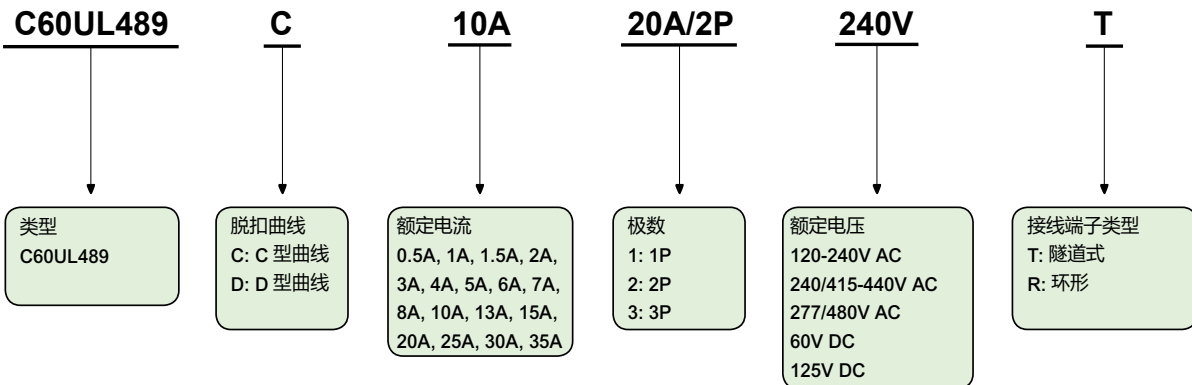 C60UL489 C 10A 20A/2P 240V T
类型
C60UL489
脱扣曲线
C: C 型曲线
D: D 型曲线
额定电流
0.5A, 1A, 1.5A, 2A,
3A, 4A, 5A, 6A, 7A,
8A, 10A, 13A, 15A,
20A, 25A, 30A, 35A
极数
1: 1P
2: 2P
3: 3P
额定电压
120-240V AC
240/415-440V AC
277/480V AC
60V DC
125V DC
接线端子类型
T: 隧道式
R: 环形